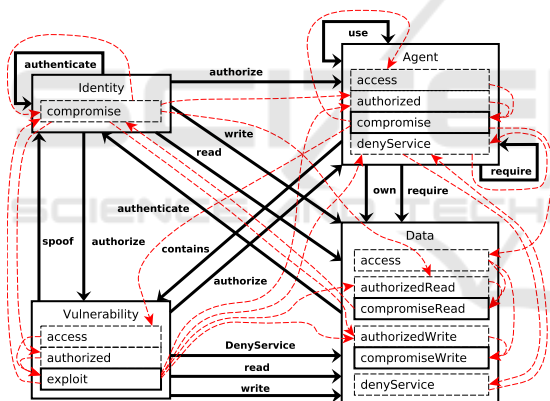 use
Agent
authenticate
authorize
Identity
access
compromise
authorized
compromise
denyService
write
read
require
own
require
authenticate
Data
spoof
authorize
contains
access
authorize
authorizedRead
compromiseRead
Vulnerability
access
authorizedWrite
authorized
DenyService
compromiseWrite
exploit
read
denyService
write